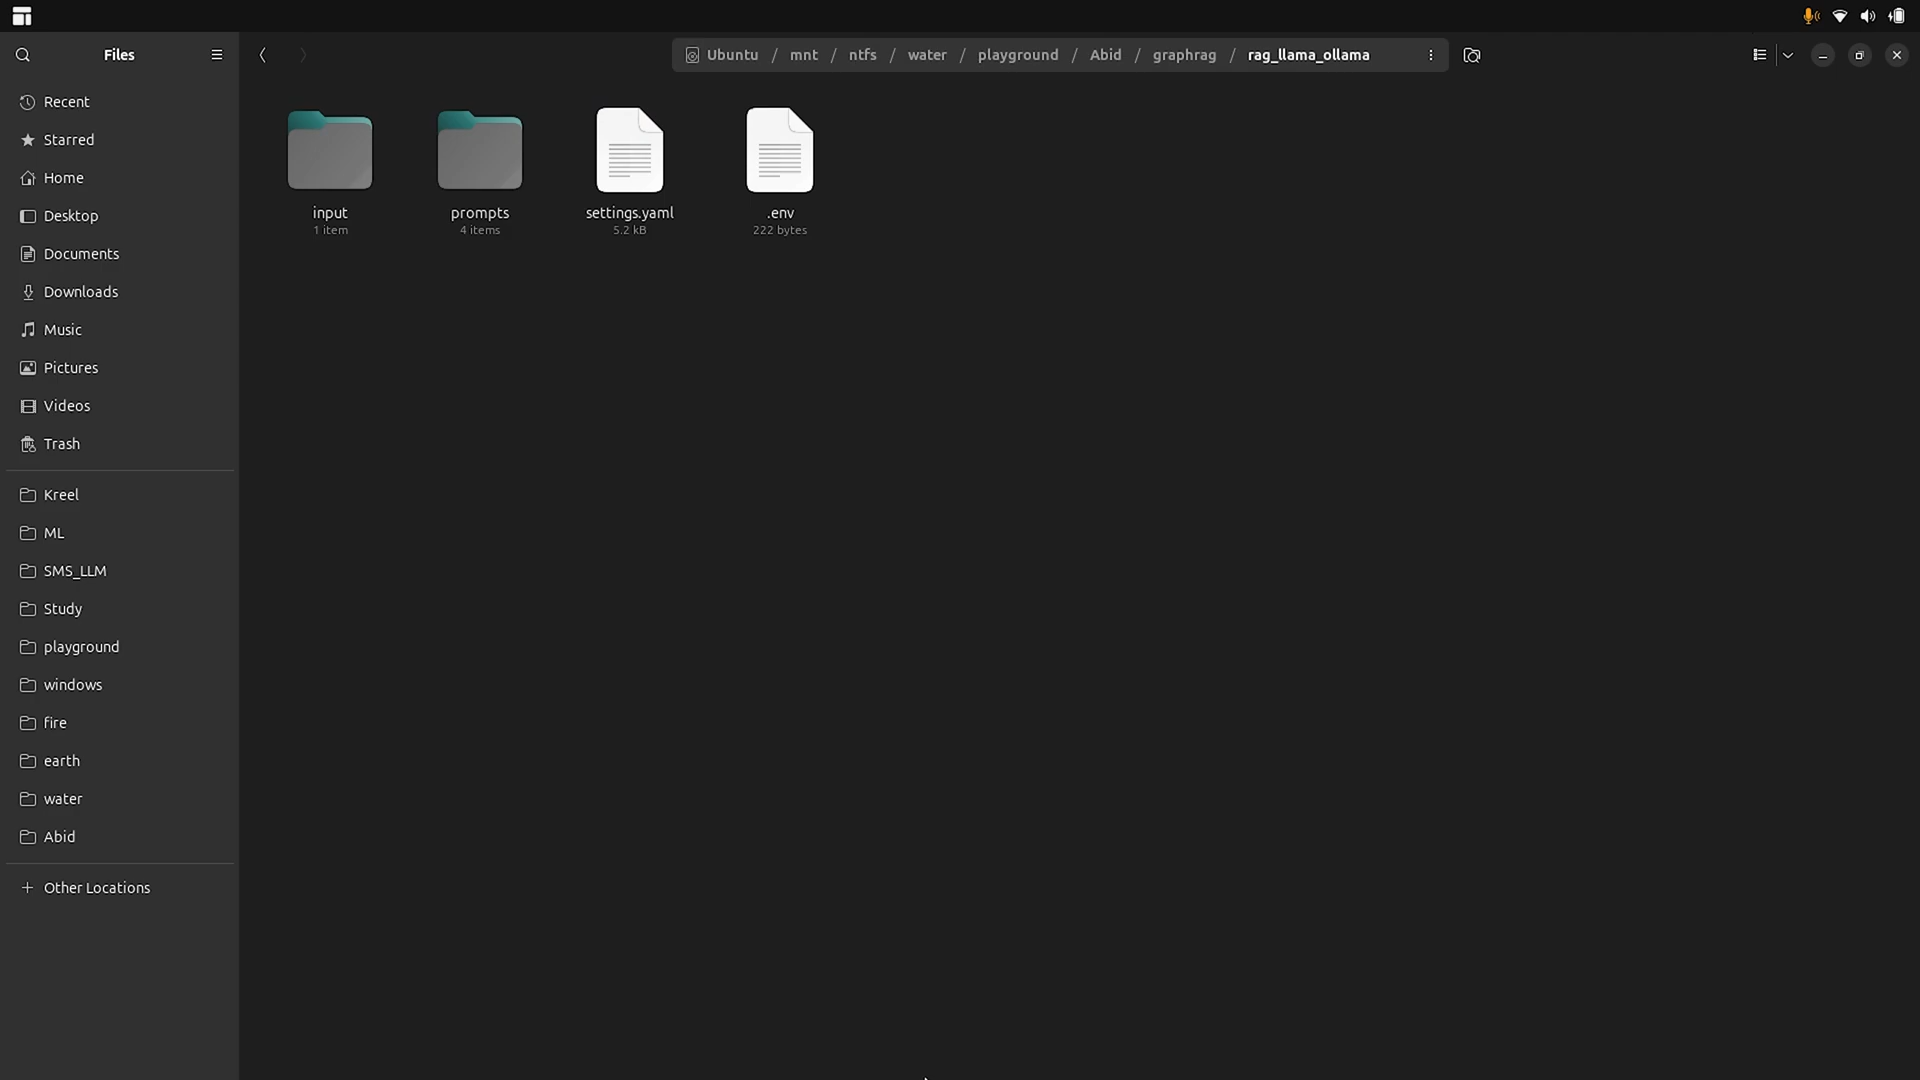 Files
Ubuntu / mnt / ntfs / water / playground / Abid / graphrag / rag_llama_ollama
Recent
Starred
Home
Desktop
Documents
Downloads
Music
Pictures
Videos
Trash
Kreel
ML
SMS_LLM
Study
playground
windows
fire
earth
water
Abid
Other Locations
input
1 item
prompts
4 items
settings.yaml
5.2 kB
.env
222 bytes